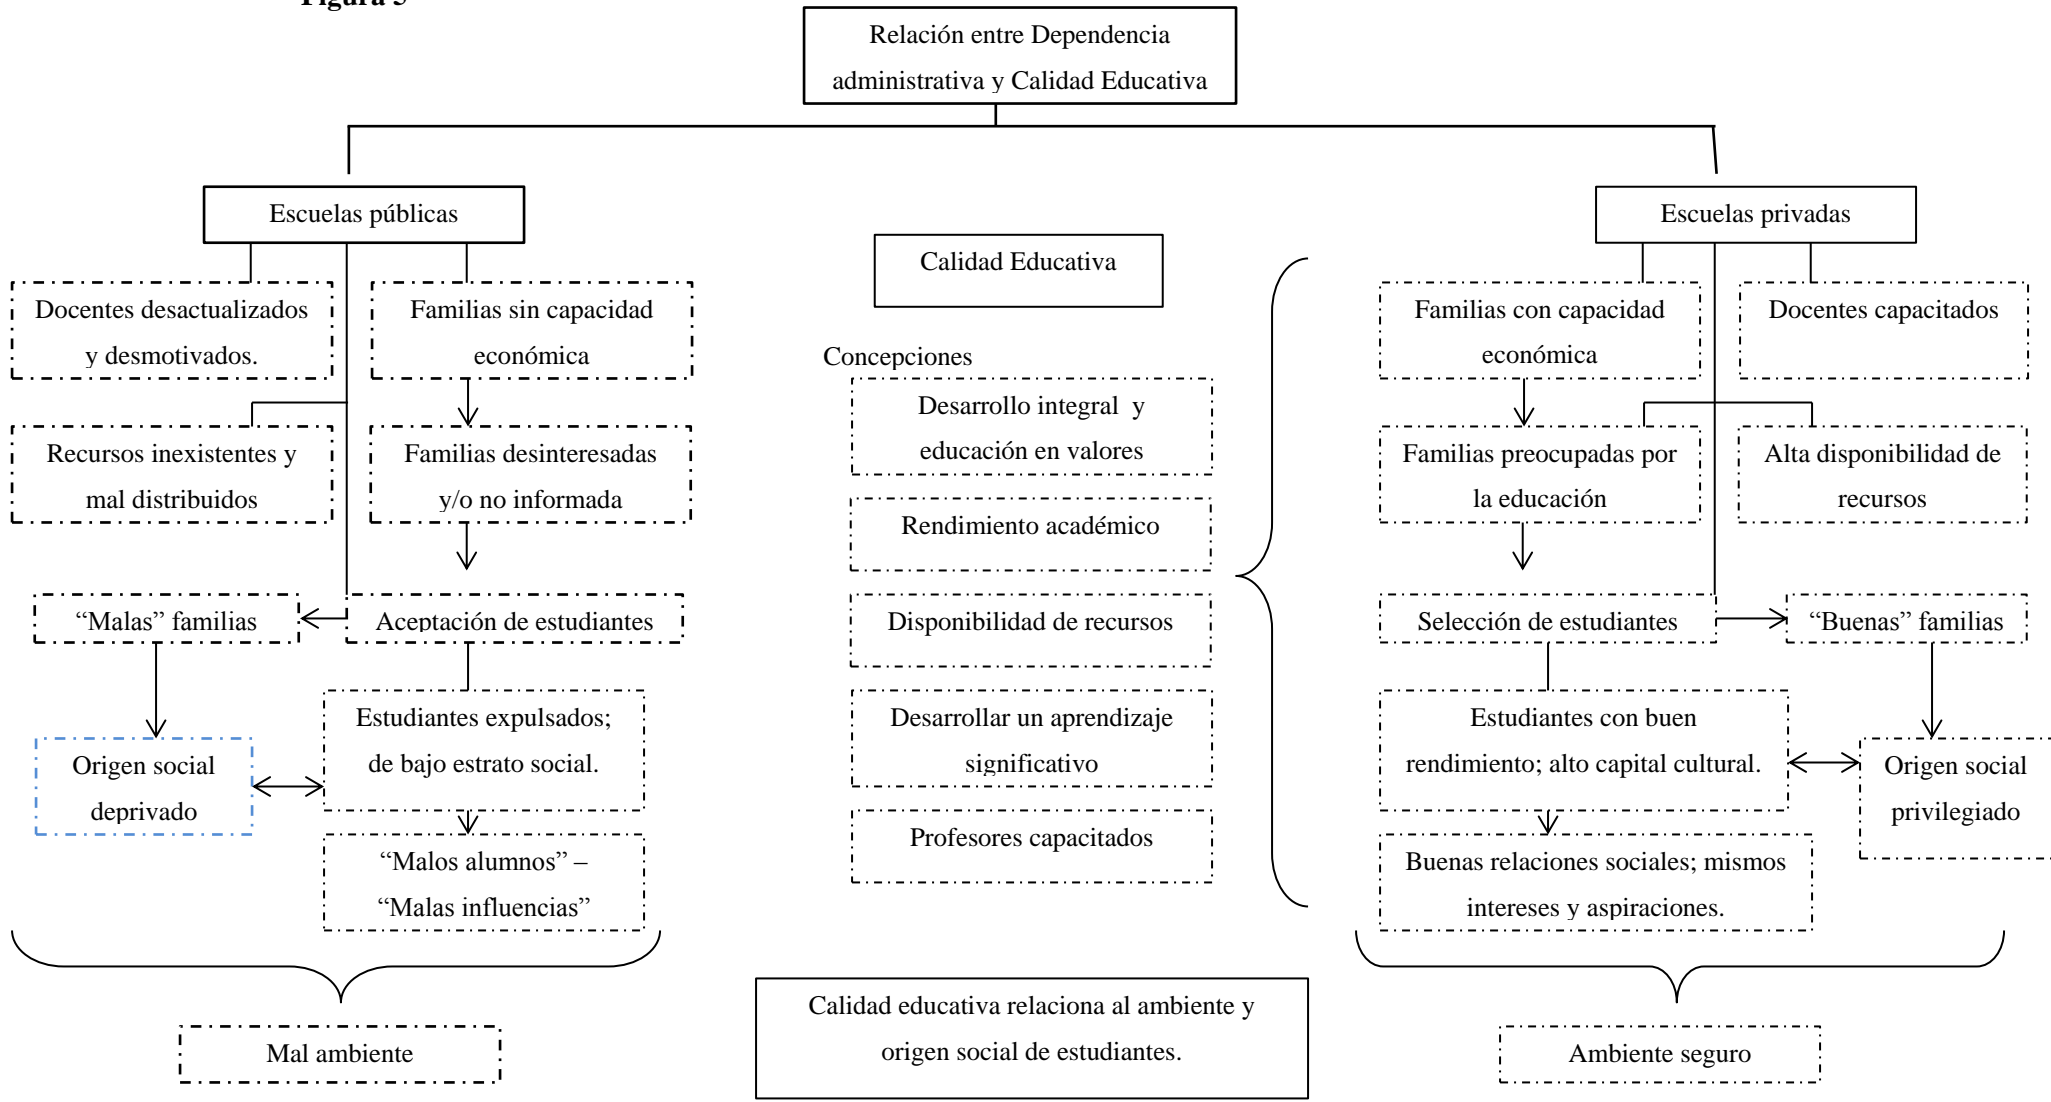 Figura 5
Relación entre Dependencia
administrativa y Calidad Educativa
Escuelas públicas
Docentes desactualizados
y desmotivados.
Familias sin capacidad
económica
Recursos inexistentes y
mal distribuidos
Familias desinteresadas
y/o no informada
“Malas” familias
Aceptación de estudiantes
Origen social
deprivado
Estudiantes expulsados;
de bajo estrato social.
“Malos alumnos” –
“Malas influencias”
Mal ambiente
Calidad Educativa
Concepciones
Desarrollo integral y
educación en valores
Rendimiento académico
Disponibilidad de recursos
Desarrollar un aprendizaje
significativo
Profesores capacitados
Calidad educativa relaciona al ambiente y
origen social de estudiantes.
Escuelas privadas
Familias con capacidad
económica
Docentes capacitados
Familias preocupadas por
la educación
Alta disponibilidad de
recursos
Selección de estudiantes
“Buenas” familias
Estudiantes con buen
rendimiento; alto capital cultural.
Origen social
privilegiado
Buenas relaciones sociales; mismos
intereses y aspiraciones.
Ambiente seguro